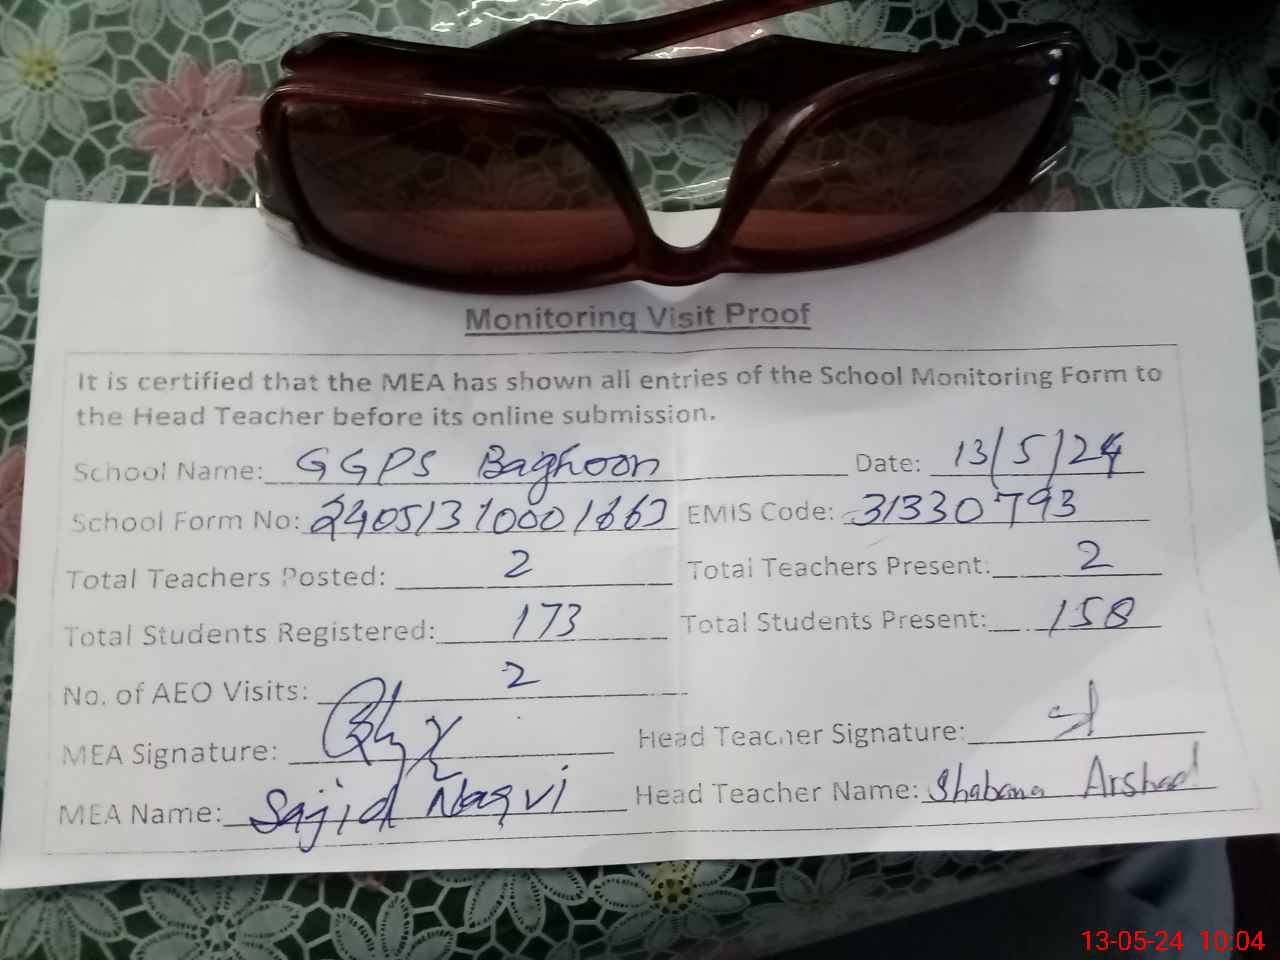 Monitoring Visit Proof
It is certified that the MEA has shown all entries of the School Monitoring Form to
the Head Teacher before its online submission.
School Name: GGPS Baghoon Date: 13/5/24
School Form No: EMIS Code: 31330793
Total Teachers Posted: 2 Total Teachers Present: 2
Total Students Registered: 173 Total Students Present: 158
No. of AEO Visits: 2
MEA Signature: Head Teacher Signature:
MEA Name: Sajid Naqvi Head Teacher Name: Shabana Arshad
13-05-24 10:04